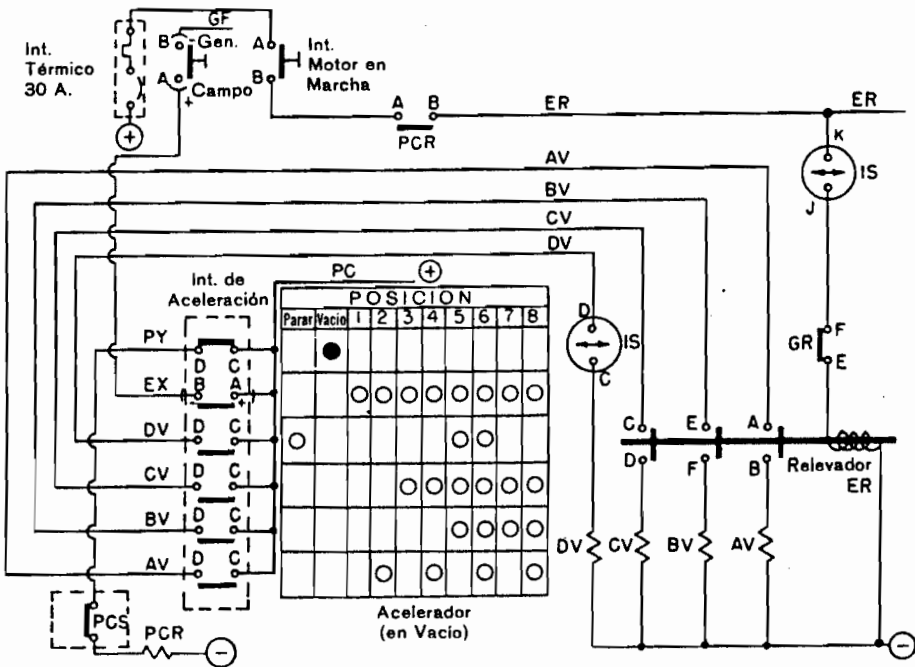 Int.
Térmico
30 A.
+
GF
B
-Gen.
A
+
Campo
A
B
Int.
Motor en
Marcha
A
B
PCR
ER
ER
K
IS
J
AV
BV
CV
DV
PC
+
Int. de
Aceleración
POSICION
Parar
Vacío
1
2
3
4
5
6
7
8
PY
D
C
EX
B
A
+
DV
D
C
CV
D
C
BV
D
C
AV
D
C
PCS
PCR
−
Acelerador
(en Vacío)
D
IS
C
GR
F
E
C
D
E
F
A
B
Relevador
ER
DV
CV
BV
AV
−